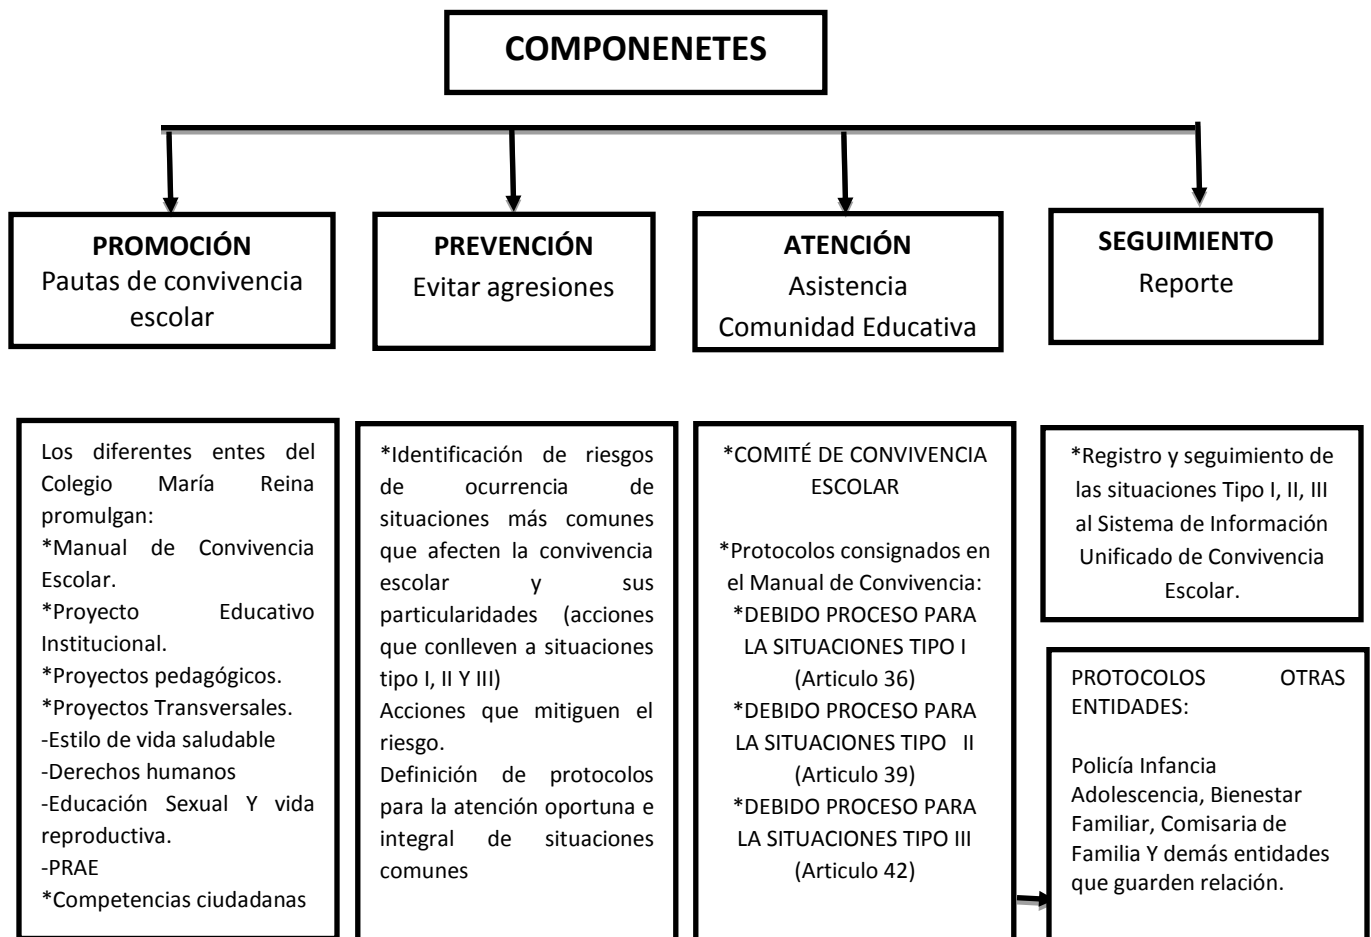 COMPONENETES
PROMOCIÓN
Pautas de convivencia
escolar
PREVENCIÓN
Evitar agresiones
ATENCIÓN
Asistencia
Comunidad Educativa
SEGUIMIENTO
Reporte
Los diferentes entes del
Colegio María Reina
promulgan:
*Manual de Convivencia
Escolar.
*Proyecto Educativo
Institucional.
*Proyectos pedagógicos.
*Proyectos Transversales.
-Estilo de vida saludable
-Derechos humanos
-Educación Sexual Y vida
reproductiva.
-PRAE
*Competencias ciudadanas
*Identificación de riesgos
de ocurrencia de
situaciones más comunes
que afecten la convivencia
escolar y sus
particularidades (acciones
que conlleven a situaciones
tipo I, II Y III)
Acciones que mitiguen el
riesgo.
Definición de protocolos
para la atención oportuna e
integral de situaciones
comunes
*COMITÉ DE CONVIVENCIA
ESCOLAR
*Protocolos consignados en
el Manual de Convivencia:
*DEBIDO PROCESO PARA
LA SITUACIONES TIPO I
(Articulo 36)
*DEBIDO PROCESO PARA
LA SITUACIONES TIPO II
(Articulo 39)
*DEBIDO PROCESO PARA
LA SITUACIONES TIPO III
(Articulo 42)
*Registro y seguimiento de
las situaciones Tipo I, II, III
al Sistema de Información
Unificado de Convivencia
Escolar.
PROTOCOLOS OTRAS
ENTIDADES:
Policía Infancia
Adolescencia, Bienestar
Familiar, Comisaria de
Familia Y demás entidades
que guarden relación.